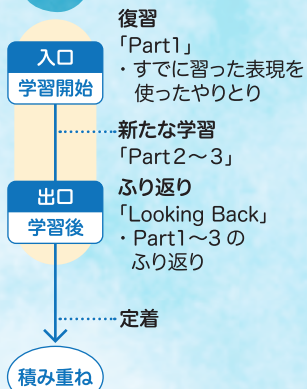 復習
「Part1」
・すでに習った表現を
使ったやりとり
入口
学習開始
新たな学習
「Part2～3」
ふり返り
「Looking Back」
・Part1～3の
ふり返り
出口
学習後
定着
積み重ね